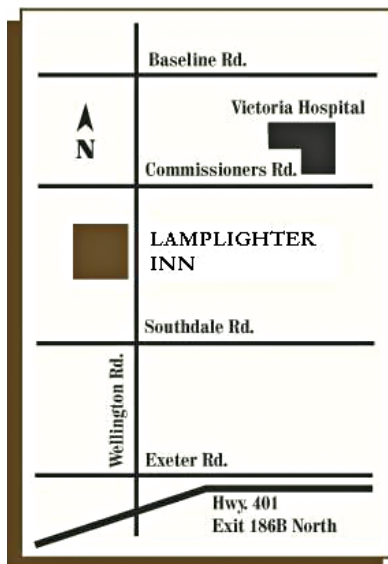 Baseline Rd.
Victoria Hospital
N
Commissioners Rd.
LAMPLIGHTER
INN
Southdale Rd.
Wellington Rd.
Exeter Rd.
Hwy. 401
Exit 186B North